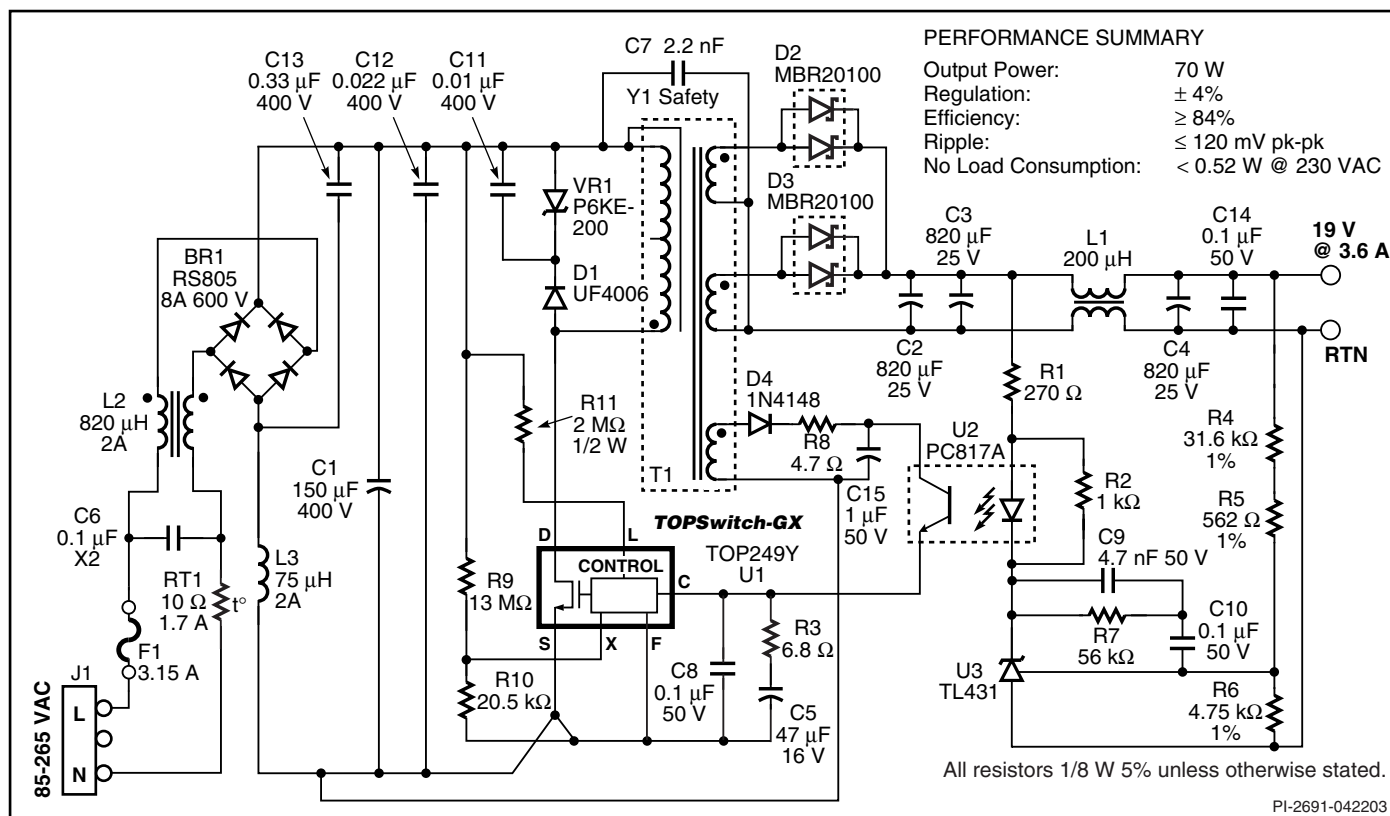 PERFORMANCE SUMMARY
Output Power: 70 W
Regulation: ± 4%
Efficiency: ≥ 84%
Ripple: ≤ 120 mV pk-pk
No Load Consumption: < 0.52 W @ 230 VAC
C13
0.33 µF
400 V
C12
0.022 µF
400 V
C11
0.01 µF
400 V
C7 2.2 nF
Y1 Safety
D2
MBR20100
D3
MBR20100
VR1
P6KE-
200
D1
UF4006
BR1
RS805
8A 600 V
C3
820 µF
25 V
L1
200 µH
C14
0.1 µF
50 V
19 V
@ 3.6 A
RTN
C2
820 µF
25 V
C4
820 µF
25 V
L2
820 µH
2A
R11
2 MΩ
1/2 W
T1
D4
1N4148
R8
4.7 Ω
C15
1 µF
50 V
U2
PC817A
R1
270 Ω
R2
1 kΩ
R4
31.6 kΩ
1%
R5
562 Ω
1%
C1
150 µF
400 V
C6
0.1 µF
X2
RT1
10 Ω
1.7 A
t°
L3
75 µH
2A
R9
13 MΩ
R10
20.5 kΩ
TOPSwitch-GX
TOP249Y
U1
D
L
CONTROL
C
S
X
F
C8
0.1 µF
50 V
R3
6.8 Ω
C5
47 µF
16 V
C9
4.7 nF 50 V
R7
56 kΩ
C10
0.1 µF
50 V
U3
TL431
R6
4.75 kΩ
1%
F1
3.15 A
J1
L
N
85-265 VAC
All resistors 1/8 W 5% unless otherwise stated.
PI-2691-042203